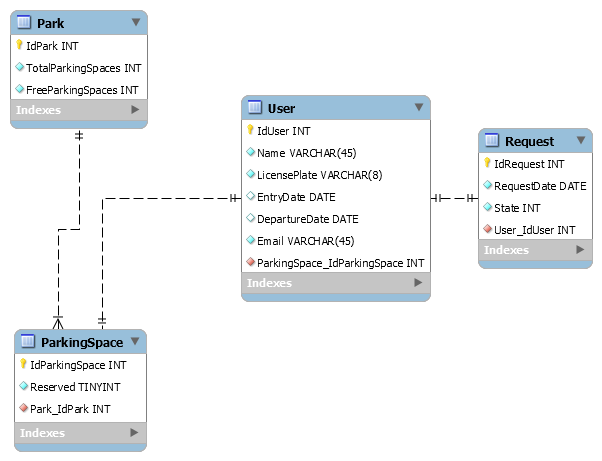 Park
IdPark INT
TotalParkingSpaces INT
FreeParkingSpaces INT
Indexes
User
IdUser INT
Name VARCHAR(45)
LicensePlate VARCHAR(8)
EntryDate DATE
DepartureDate DATE
Email VARCHAR(45)
ParkingSpace_IdParkingSpace INT
Indexes
Request
IdRequest INT
RequestDate DATE
State INT
User_IdUser INT
Indexes
ParkingSpace
IdParkingSpace INT
Reserved TINYINT
Park_IdPark INT
Indexes